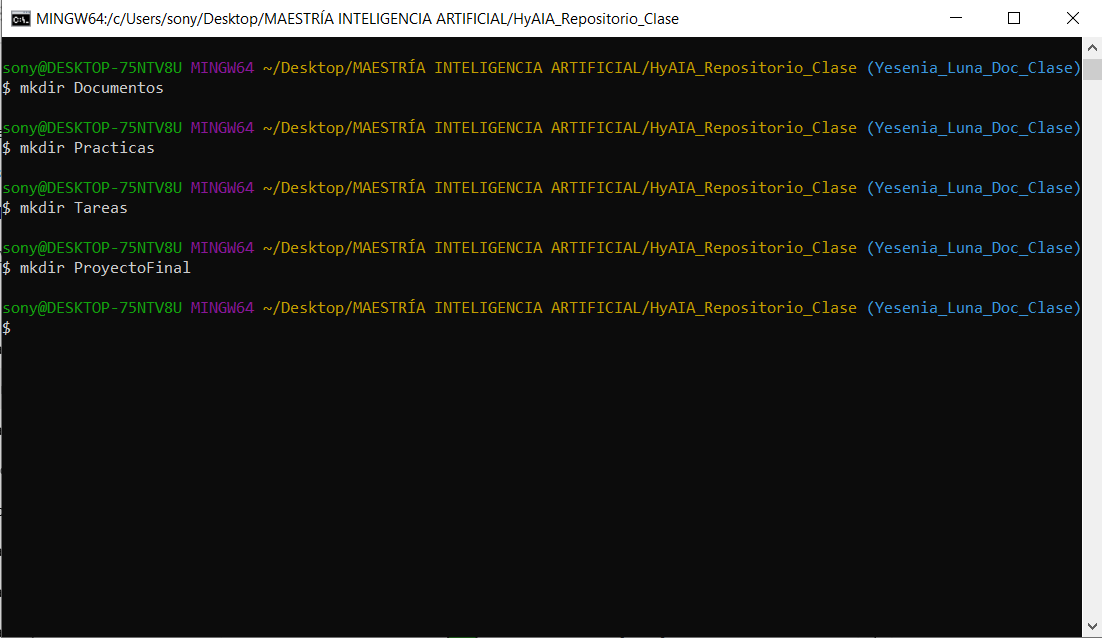 MINGW64:/c/Users/sony/Desktop/MAESTRÍA INTELIGENCIA ARTIFICIAL/HyAIA_Repositorio_Clase
sony@DESKTOP-75NTV8U MINGW64 ~/Desktop/MAESTRÍA INTELIGENCIA ARTIFICIAL/HyAIA_Repositorio_Clase (Yesenia_Luna_Doc_Clase)
$ mkdir Documentos
sony@DESKTOP-75NTV8U MINGW64 ~/Desktop/MAESTRÍA INTELIGENCIA ARTIFICIAL/HyAIA_Repositorio_Clase (Yesenia_Luna_Doc_Clase)
$ mkdir Practicas
sony@DESKTOP-75NTV8U MINGW64 ~/Desktop/MAESTRÍA INTELIGENCIA ARTIFICIAL/HyAIA_Repositorio_Clase (Yesenia_Luna_Doc_Clase)
$ mkdir Tareas
sony@DESKTOP-75NTV8U MINGW64 ~/Desktop/MAESTRÍA INTELIGENCIA ARTIFICIAL/HyAIA_Repositorio_Clase (Yesenia_Luna_Doc_Clase)
$ mkdir ProyectoFinal
sony@DESKTOP-75NTV8U MINGW64 ~/Desktop/MAESTRÍA INTELIGENCIA ARTIFICIAL/HyAIA_Repositorio_Clase (Yesenia_Luna_Doc_Clase)
$